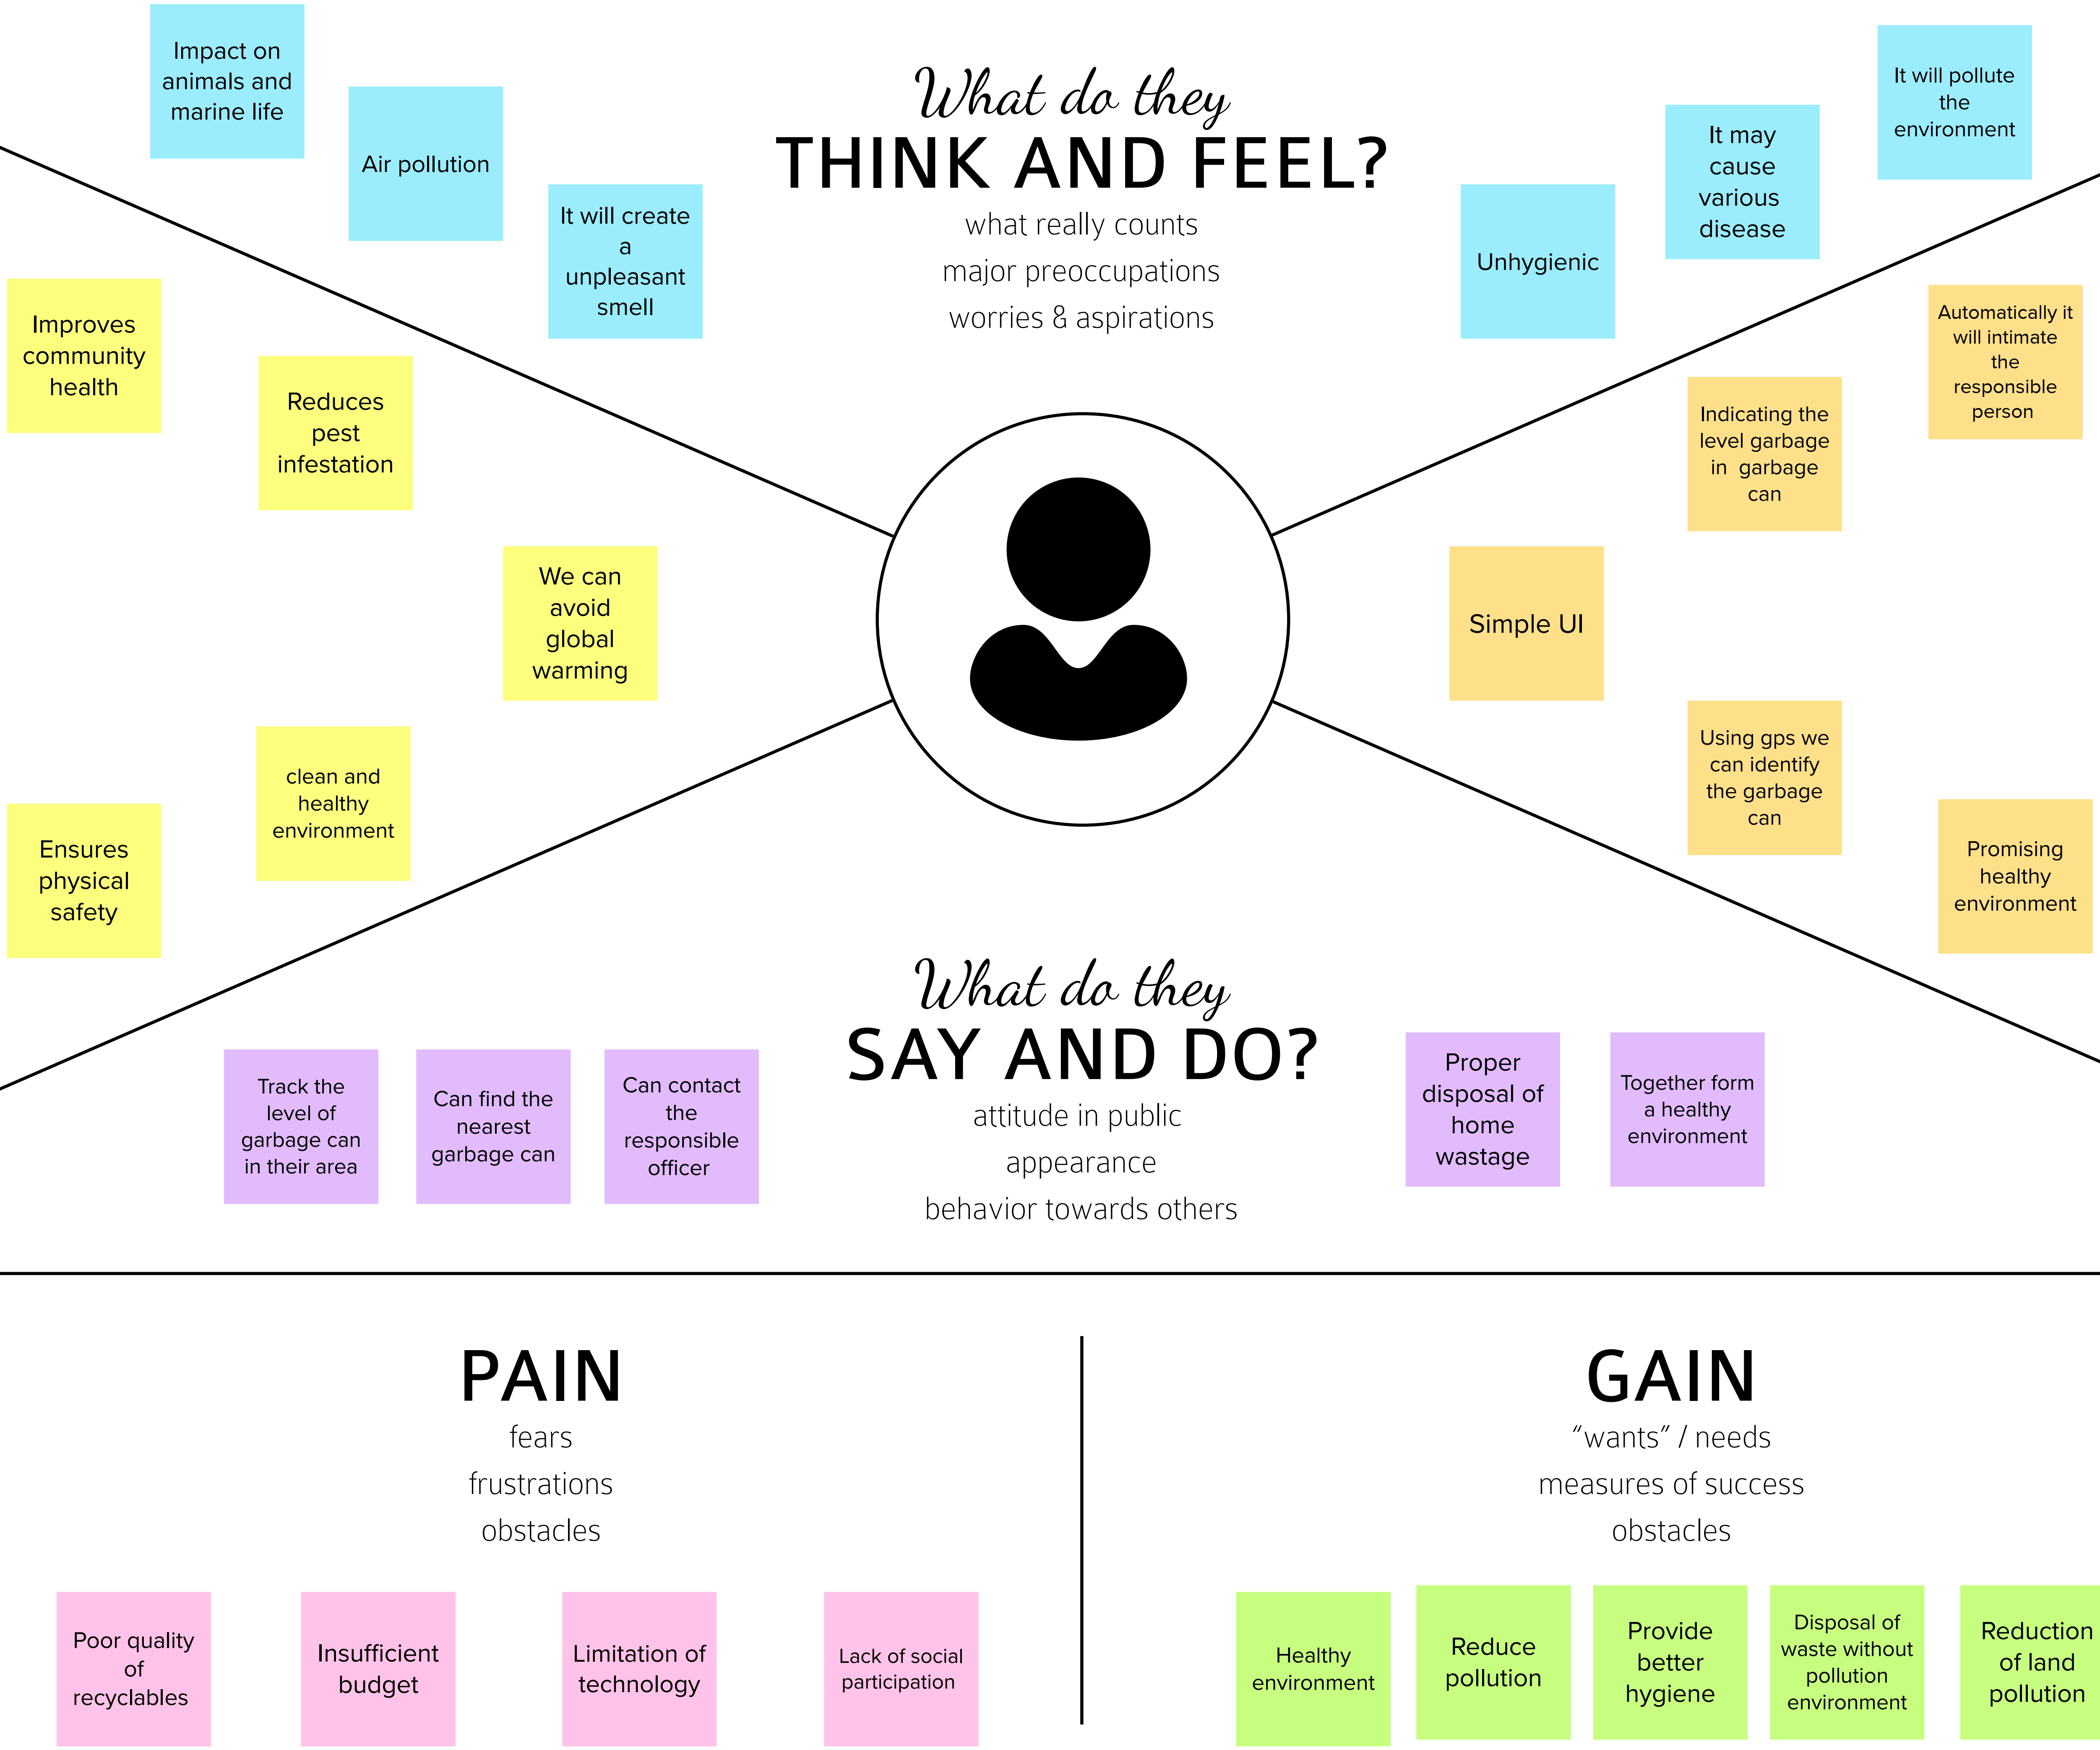 Impact on
animals and
marine life
Air pollution
It will create
a
unpleasant
smell
What do they
THINK AND FEEL?
what really counts
major preoccupations
worries & aspirations
Unhygienic
It may
cause
various
disease
It will pollute
the
environment
Improves
community
health
Reduces
pest
infestation
We can
avoid
global
warming
clean and
healthy
environment
Ensures
physical
safety
Automatically it
will intimate
the
responsible
person
Indicating the
level garbage
in garbage
can
Simple UI
Using gps we
can identify
the garbage
can
Promising
healthy
environment
What do they
SAY AND DO?
attitude in public
appearance
behavior towards others
Track the
level of
garbage can
in their area
Can find the
nearest
garbage can
Can contact
the
responsible
officer
Proper
disposal of
home
wastage
Together form
a healthy
environment
PAIN
fears
frustrations
obstacles
Poor quality
of
recyclables
Insufficient
budget
Limitation of
technology
Lack of social
participation
GAIN
“wants” / needs
measures of success
obstacles
Healthy
environment
Reduce
pollution
Provide
better
hygiene
Disposal of
waste without
pollution
environment
Reduction
of land
pollution